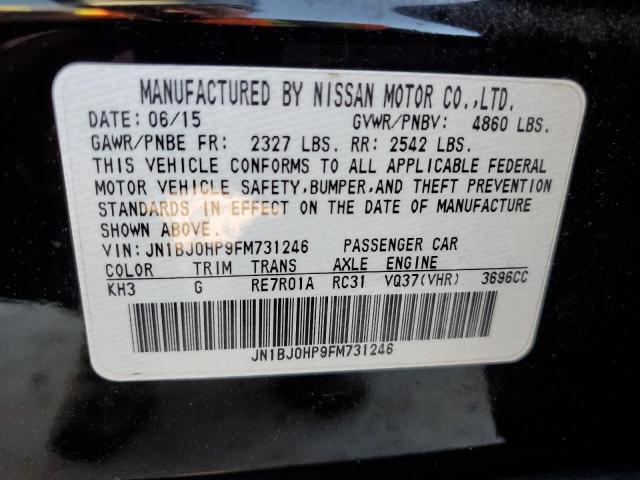 MANUFACTURED BY NISSAN MOTOR CO.,LTD.
DATE: 06/15 GVWR/PNBV: 4860 LBS.
GAWR/PNBE FR: 2327 LBS. RR: 2542 LBS.
THIS VEHICLE CONFORMS TO ALL APPLICABLE FEDERAL
MOTOR VEHICLE SAFETY,BUMPER,AND THEFT PREVENTION
STANDARDS IN EFFECT ON THE DATE OF MANUFACTURE
SHOWN ABOVE.
VIN: JN1BJ0HP9FM731246 PASSENGER CAR
COLOR TRIM TRANS AXLE ENGINE
KH3 G RE7R01A RC31 VQ37(VHR) 3696CC
JN1BJ0HP9FM731246